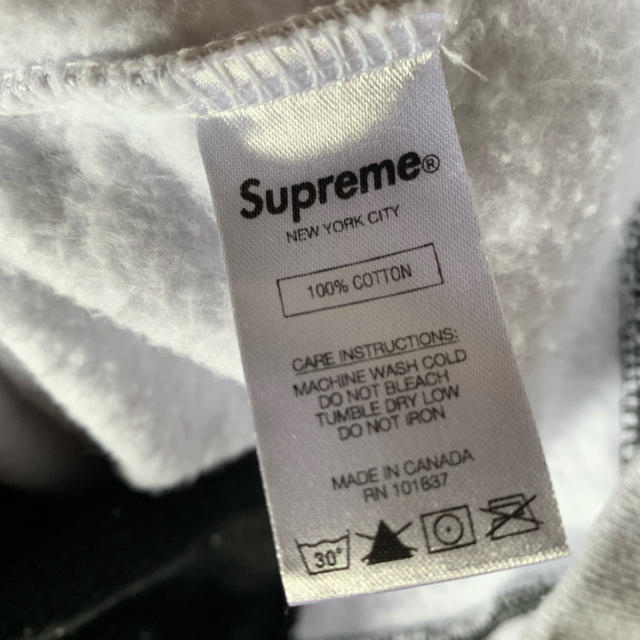 Supreme®
NEW YORK CITY
100% COTTON
CARE INSTRUCTIONS:
MACHINE WASH COLD
DO NOT BLEACH
TUMBLE DRY LOW
DO NOT IRON
MADE IN CANADA
RN 101837
30°